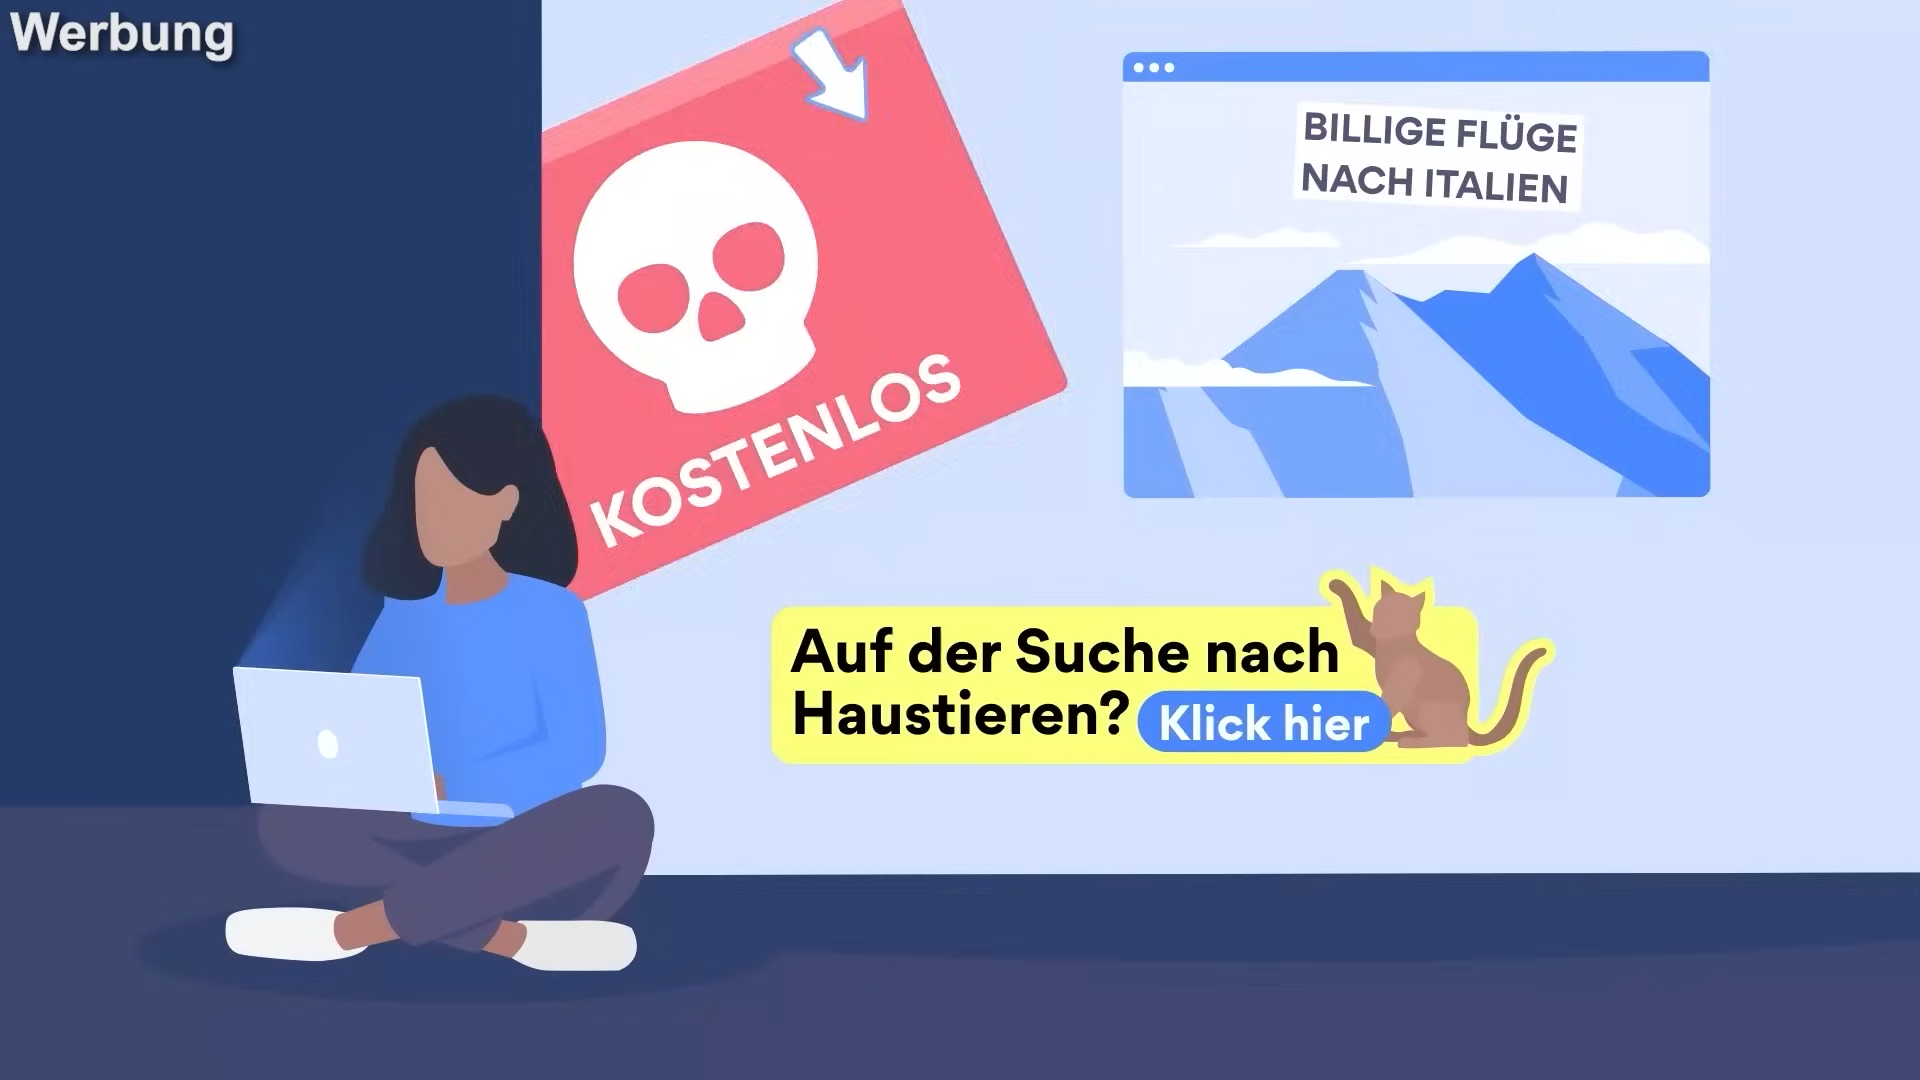 Werbung
KOSTENLOS
BILLIGE FLÜGE
NACH ITALIEN
Auf der Suche nach
Haustieren? Klick hier